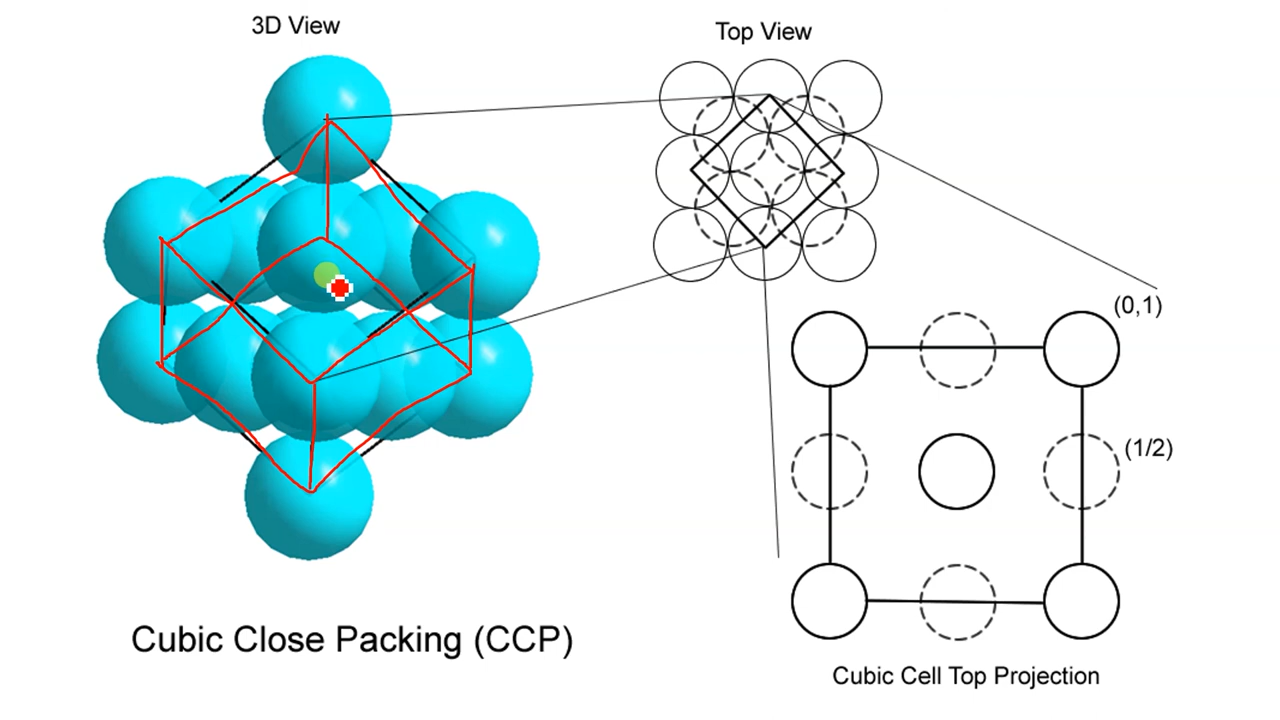 3D View
Top View
(0,1)
(1/2)
Cubic Close Packing (CCP)
Cubic Cell Top Projection